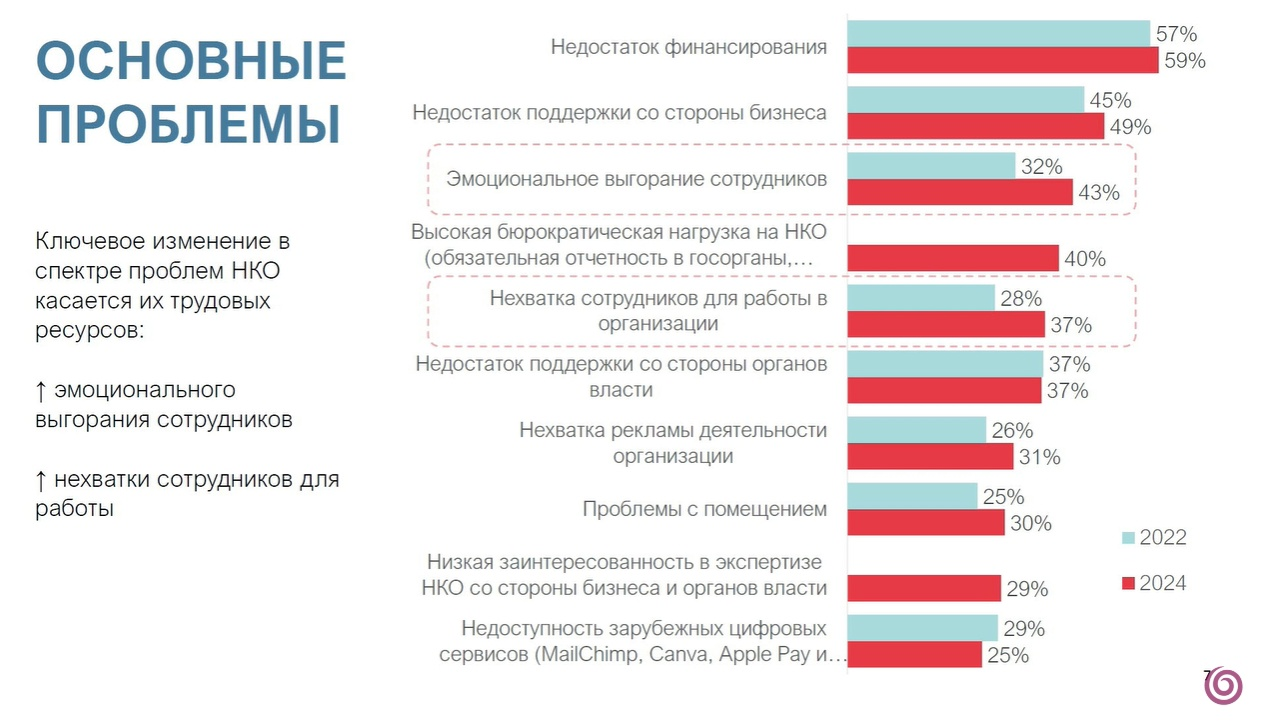 ОСНОВНЫЕ
ПРОБЛЕМЫ
Ключевое изменение в
спектре проблем НКО
касается их трудовых
ресурсов:
↑ эмоционального
выгорания сотрудников
↑ нехватки сотрудников для
работы
Недостаток финансирования
57%
59%
Недостаток поддержки со стороны бизнеса
45%
49%
Эмоциональное выгорание сотрудников
32%
43%
Высокая бюрократическая нагрузка на НКО
(обязательная отчетность в госорганы,…
40%
Нехватка сотрудников для работы в
организации
28%
37%
Недостаток поддержки со стороны органов
власти
37%
37%
Нехватка рекламы деятельности
организации
26%
31%
Проблемы с помещением
25%
30%
Низкая заинтересованность в экспертизе
НКО со стороны бизнеса и органов власти
29%
Недоступность зарубежных цифровых
сервисов (MailChimp, Canva, Apple Pay и…
29%
25%
2022
2024
7